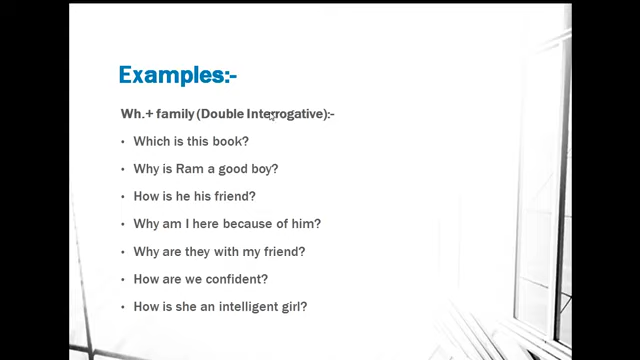 Examples:-
Wh.+ family (Double Interrogative):-
• Which is this book?
• Why is Ram a good boy?
• How is he his friend?
• Why am I here because of him?
• Why are they with my friend?
• How are we confident?
• How is she an intelligent girl?